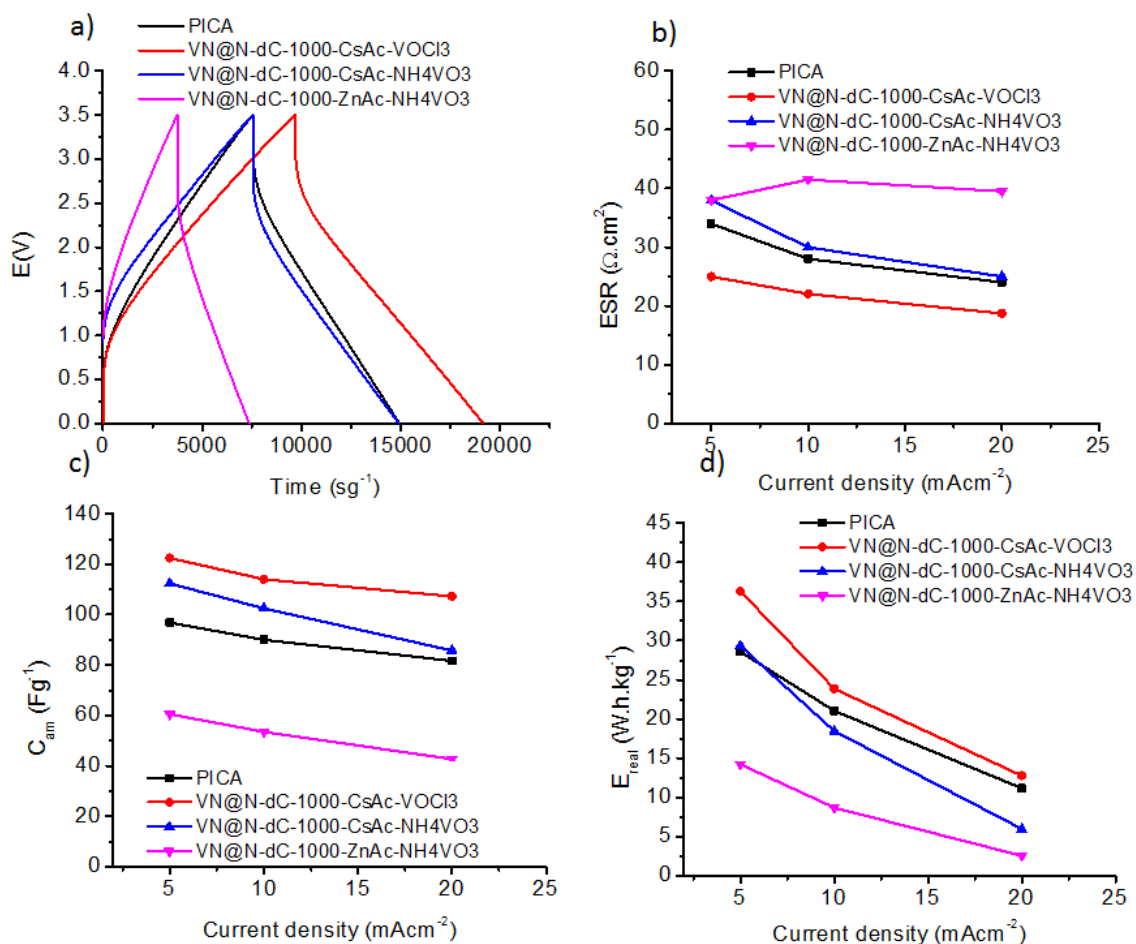 a)
PICA
VN@N-dC-1000-CsAc-VOCl3
VN@N-dC-1000-CsAc-NH4VO3
VN@N-dC-1000-ZnAc-NH4VO3
4.0
3.5
3.0
2.5
2.0
1.5
1.0
0.5
0.0
E(V)
0 5000 10000 15000 20000
Time (sg⁻¹)
b)
PICA
VN@N-dC-1000-CsAc-VOCl3
VN@N-dC-1000-CsAc-NH4VO3
VN@N-dC-1000-ZnAc-NH4VO3
60
50
40
30
20
10
0
ESR (Ω.cm²)
5 10 15 20 25
Current density (mAcm⁻²)
c)
140
120
100
80
60
40
20
0
C_am (Fg⁻¹)
PICA
VN@N-dC-1000-CsAc-VOCl3
VN@N-dC-1000-CsAc-NH4VO3
VN@N-dC-1000-ZnAc-NH4VO3
5 10 15 20 25
Current density (mAcm⁻²)
d)
PICA
VN@N-dC-1000-CsAc-VOCl3
VN@N-dC-1000-CsAc-NH4VO3
VN@N-dC-1000-ZnAc-NH4VO3
45
40
35
30
25
20
15
10
5
0
E_real (W.h.kg⁻¹)
5 10 15 20 25
Current density (mAcm⁻²)